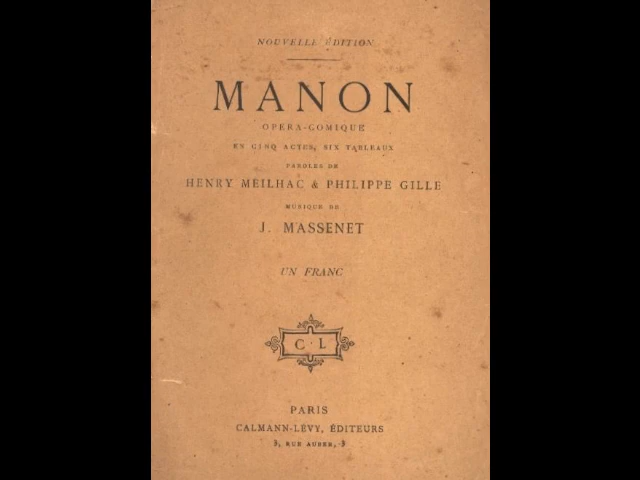 NOUVELLE ÉDITION
MANON
OPÉRA-COMIQUE
EN CINQ ACTES, SIX TABLEAUX
PAROLES DE
HENRY MEILHAC & PHILIPPE GILLE
MUSIQUE DE
J. MASSENET
UN FRANC
C · L
PARIS
CALMANN-LÉVY, ÉDITEURS
3, RUE AUBER, 3